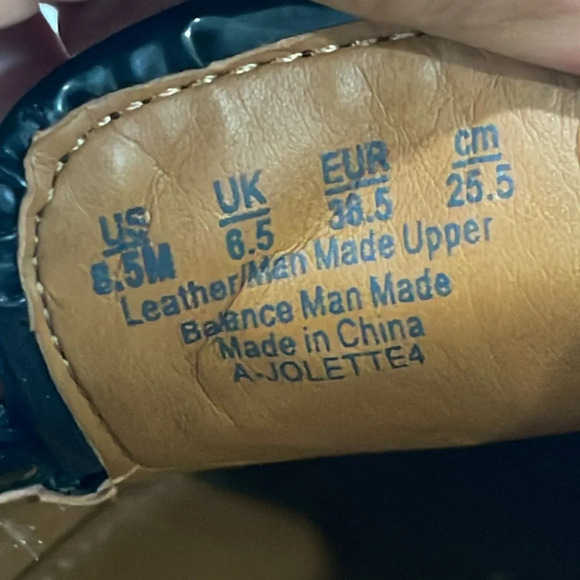 US UK EUR cm
8.5M 6.5 38.5 25.5
Leather/Man Made Upper
Balance Man Made
Made in China
A-JOLETTE4